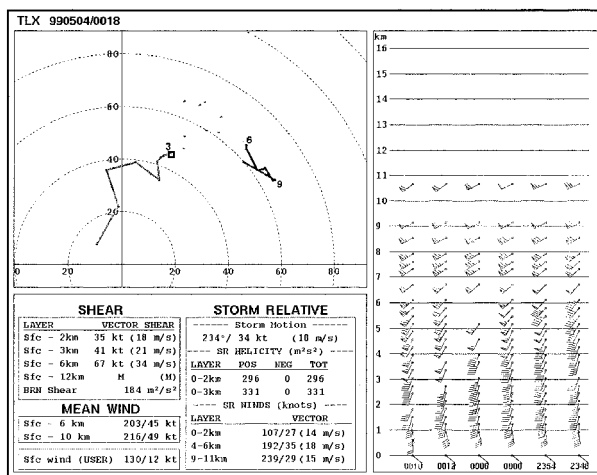 TLX 990504/0018
80
60
40
20
3
6
9
20
0
20
40
60
80
km
16
15
14
13
12
11
10
9
8
7
6
5
4
3
2
1
0
0018 0012 0006 0000 2354 2348
SHEAR
LAYER VECTOR SHEAR
Sfc - 2km 35 kt (18 m/s)
Sfc - 3km 41 kt (21 m/s)
Sfc - 6km 67 kt (34 m/s)
Sfc - 12km M (M)
BRN Shear 184 m²/s²
MEAN WIND
Sfc - 6 km 203/45 kt
Sfc - 10 km 216/49 kt
Sfc wind (USER) 130/12 kt
STORM RELATIVE
----- Storm Motion -----
234°/ 34 kt (18 m/s)
--- SR HELICITY (m²s²) ---
LAYER POS NEG TOT
0-2km 296 0 296
0-3km 331 0 331
--- SR WINDS (knots) ---
LAYER VECTOR
0-2km 107/27 (14 m/s)
4-6km 192/35 (18 m/s)
9-11km 239/29 (15 m/s)